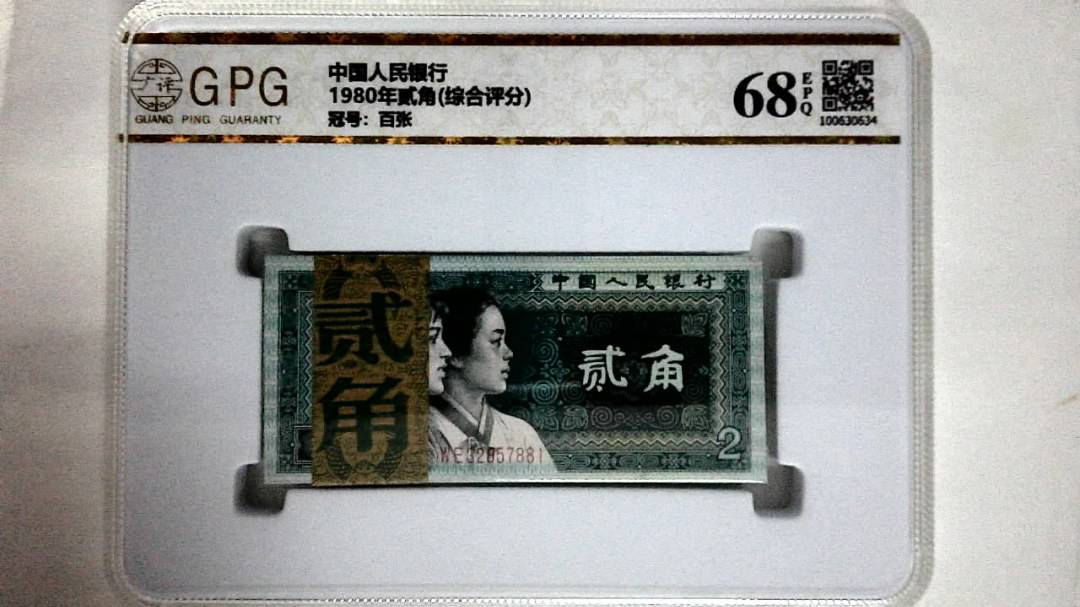 广评
GPG
GUANG PING GUARANTY
中国人民银行
1980年贰角(综合评分)
冠号：百张
68
EPQ
100630634
中国人民银行
贰角
贰角
2